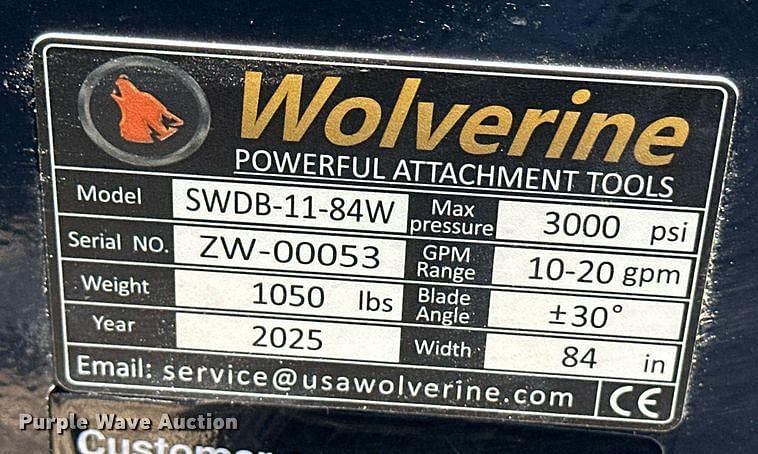 Wolverine
POWERFUL ATTACHMENT TOOLS
Model SWDB-11-84W Max pressure 3000 psi
Serial NO. ZW-00053 GPM Range 10-20 gpm
Weight 1050 lbs Blade Angle ±30°
Year 2025 Width 84 in
Email: service@usawolverine.com CE
Purple Wave Auction